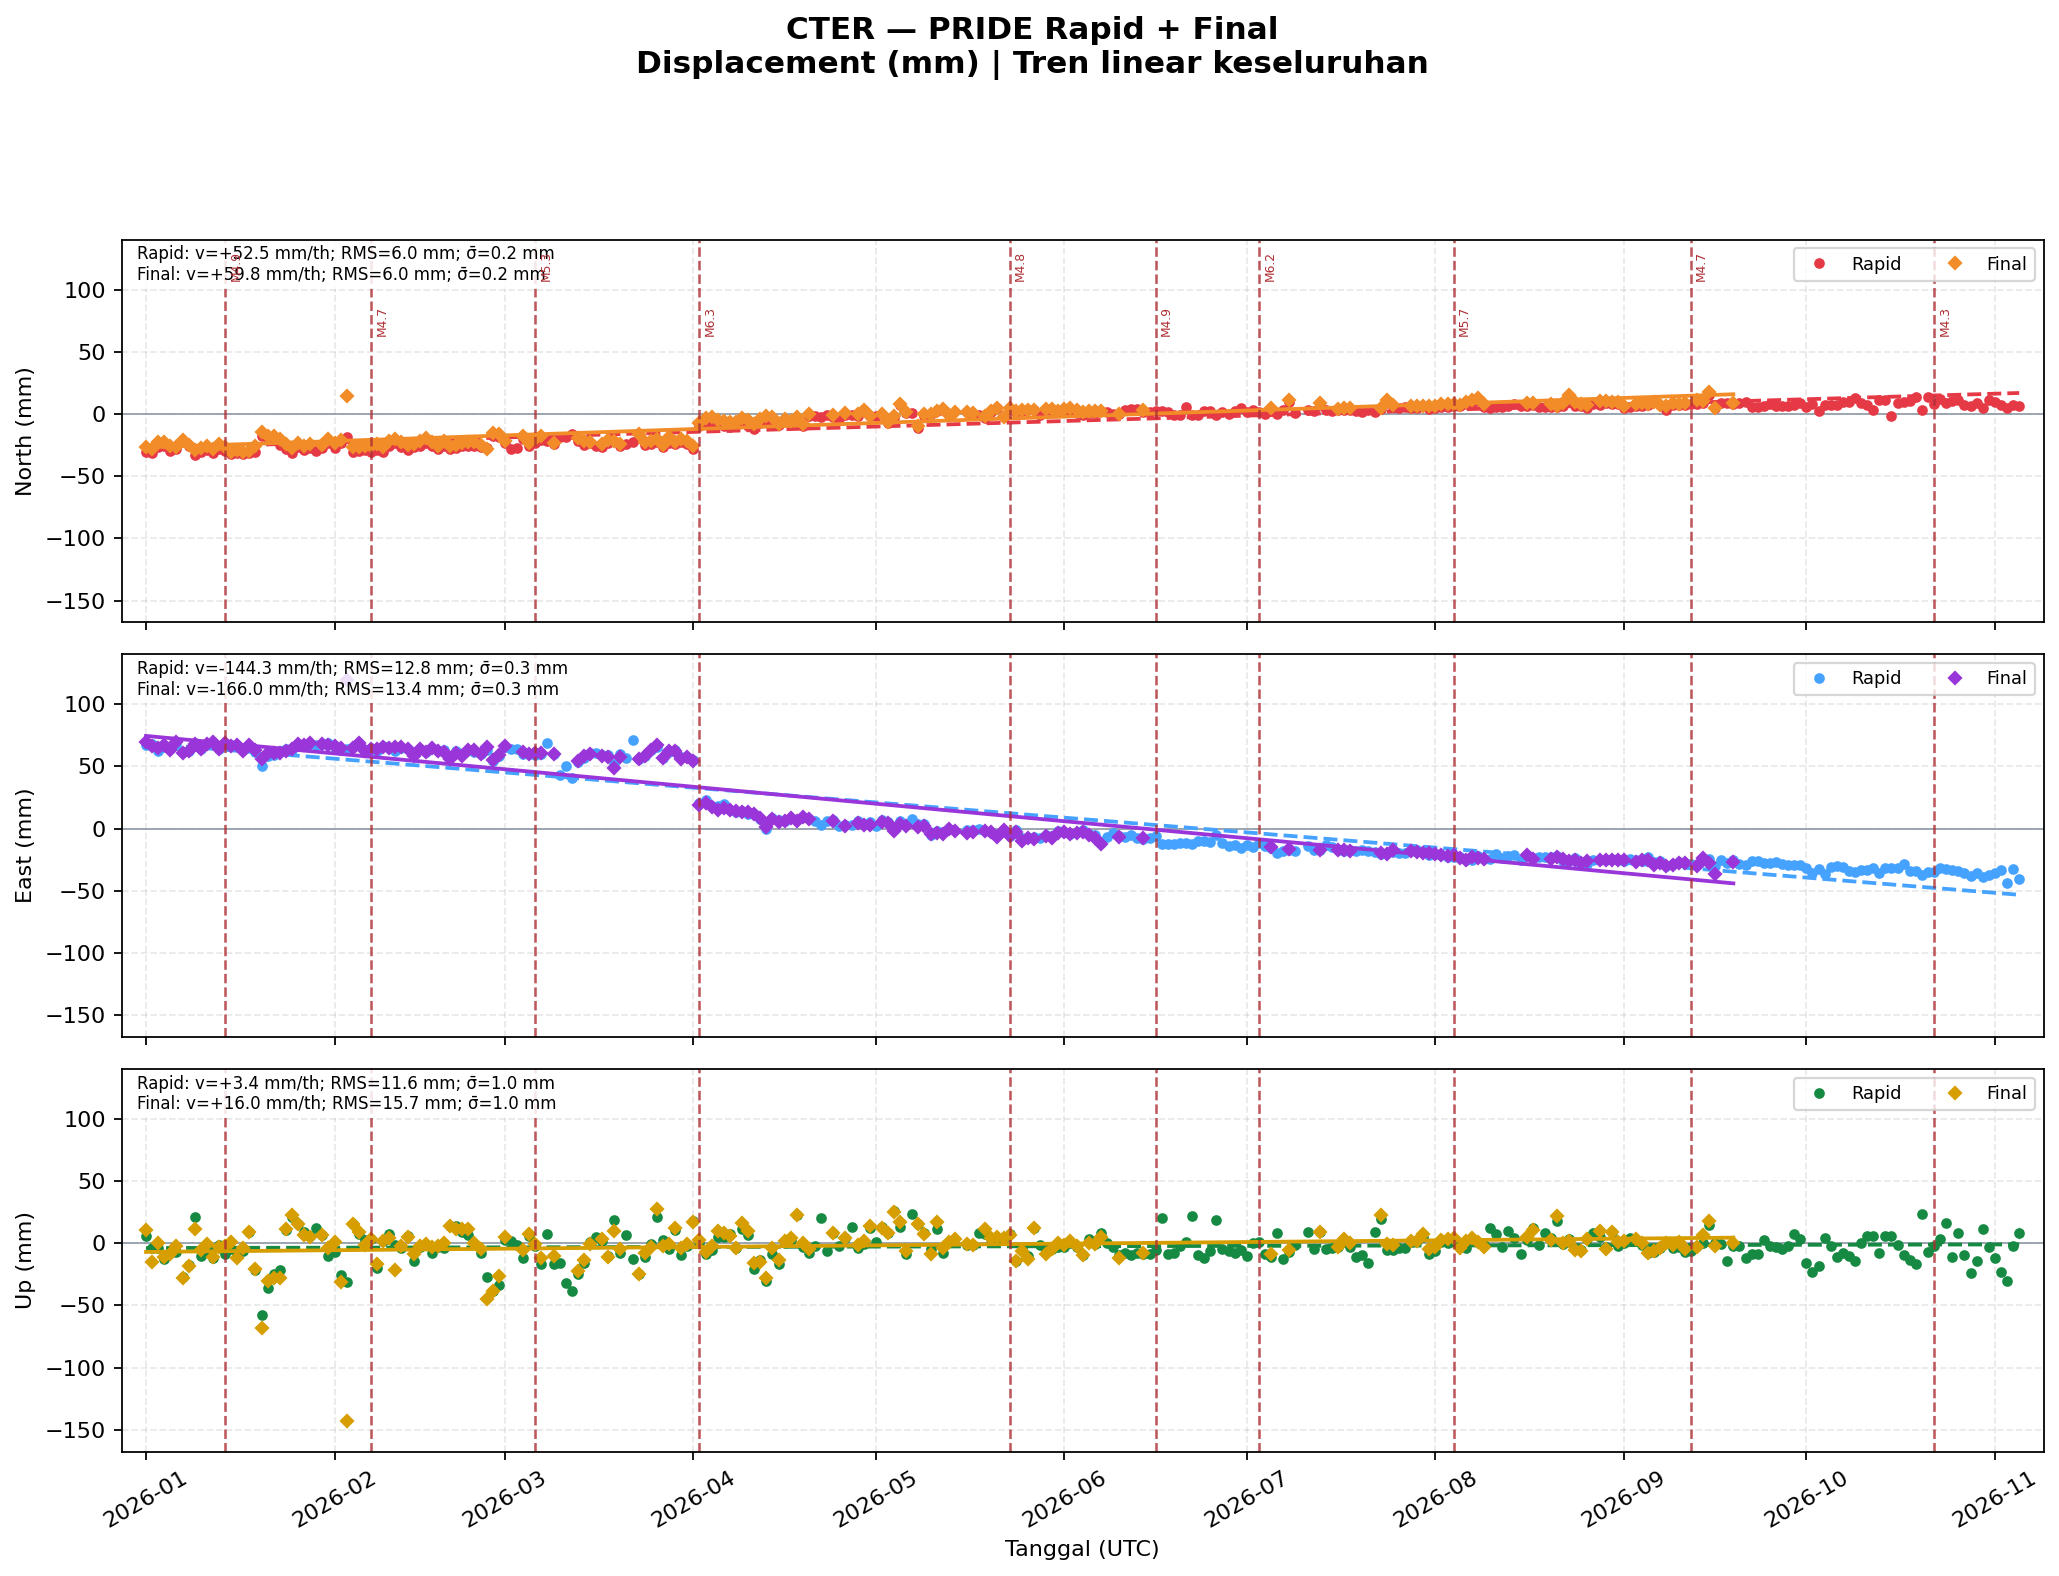 CTER — PRIDE Rapid + Final
Displacement (mm) | Tren linear keseluruhan
Rapid: v=+52.5 mm/th; RMS=6.0 mm; σ̄=0.2 mm
Final: v=+59.8 mm/th; RMS=6.0 mm; σ̄=0.2 mm
Rapid
Final
M4.7
M6.3
M4.8
M4.9
M6.2
M5.7
M4.7
M4.3
North (mm)
100
50
0
−50
−100
−150
Rapid: v=-144.3 mm/th; RMS=12.8 mm; σ̄=0.3 mm
Final: v=-166.0 mm/th; RMS=13.4 mm; σ̄=0.3 mm
Rapid
Final
East (mm)
100
50
0
−50
−100
−150
Rapid: v=+3.4 mm/th; RMS=11.6 mm; σ̄=1.0 mm
Final: v=+16.0 mm/th; RMS=15.7 mm; σ̄=1.0 mm
Rapid
Final
Up (mm)
100
50
0
−50
−100
−150
2026-01
2026-02
2026-03
2026-04
2026-05
2026-06
2026-07
2026-08
2026-09
2026-10
2026-11
Tanggal (UTC)